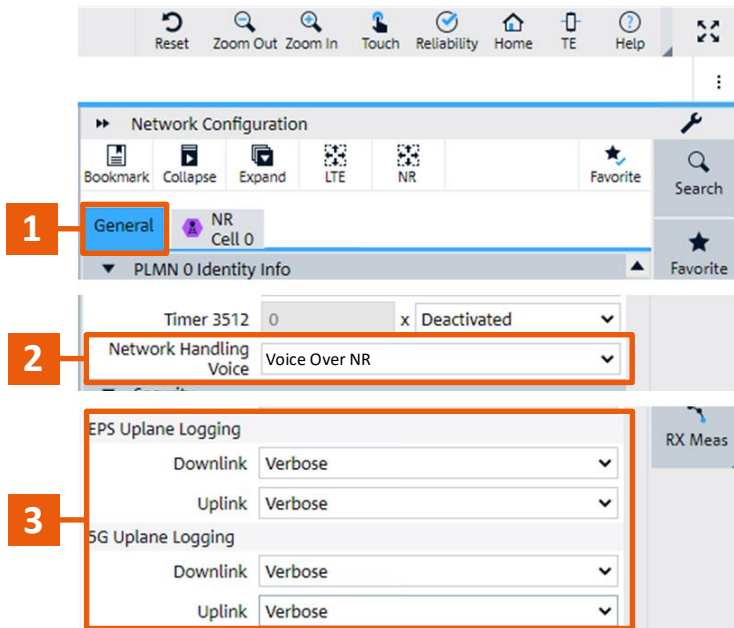 Reset Zoom Out Zoom In Touch Reliability Home TE Help
Network Configuration
Bookmark Collapse Expand LTE NR Favorite
Search
1
General
NR
Cell 0
PLMN 0 Identity Info
Favorite
Timer 3512 0 x Deactivated
2
Network Handling
Voice
Voice Over NR
EPS Uplane Logging
RX Meas
Downlink Verbose
Uplink Verbose
3
5G Uplane Logging
Downlink Verbose
Uplink Verbose